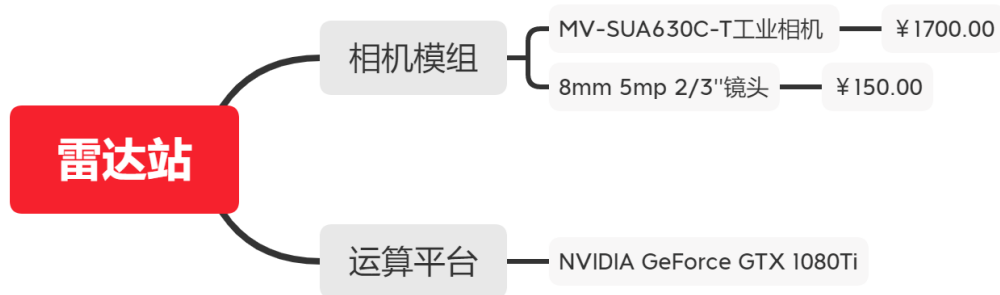 雷达站
相机模组
MV-SUA630C-T工业相机
¥1700.00
8mm 5mp 2/3"镜头
¥150.00
运算平台
NVIDIA GeForce GTX 1080Ti